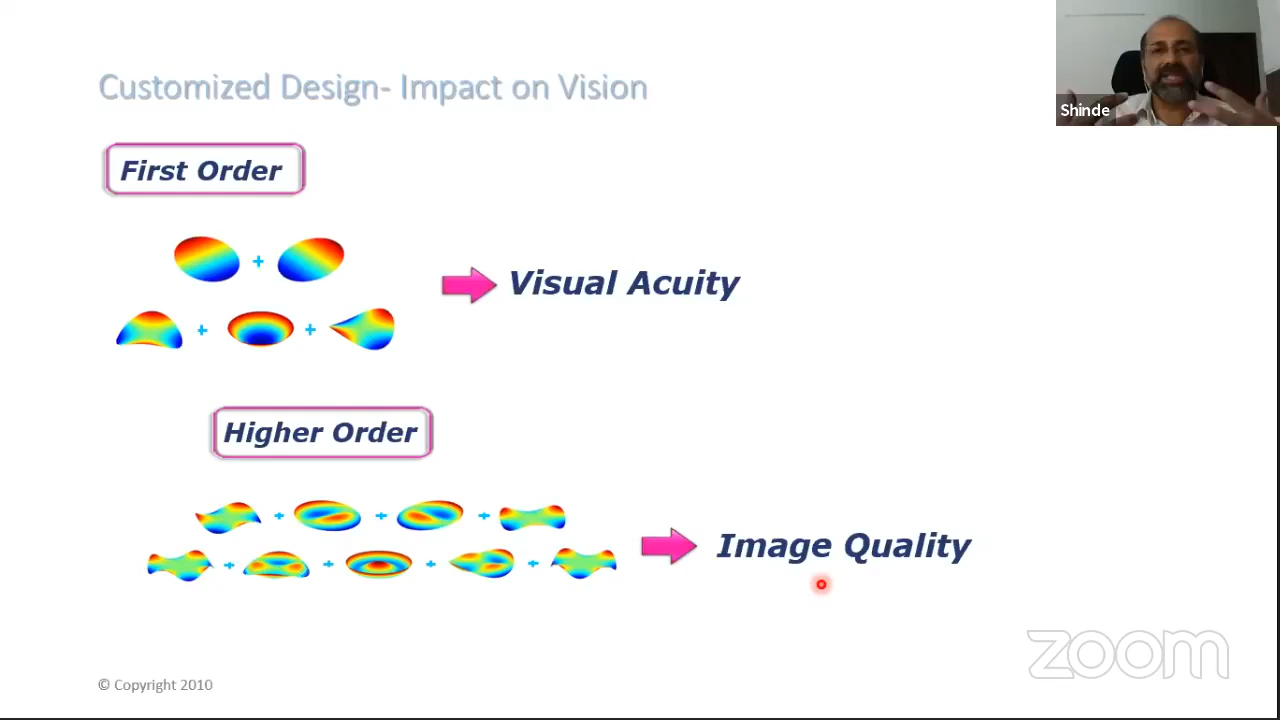 Customized Design- Impact on Vision
Shinde
First Order
+
Visual Acuity
+ +
Higher Order
+ + +
Image Quality
+ + + +
zoom
© Copyright 2010